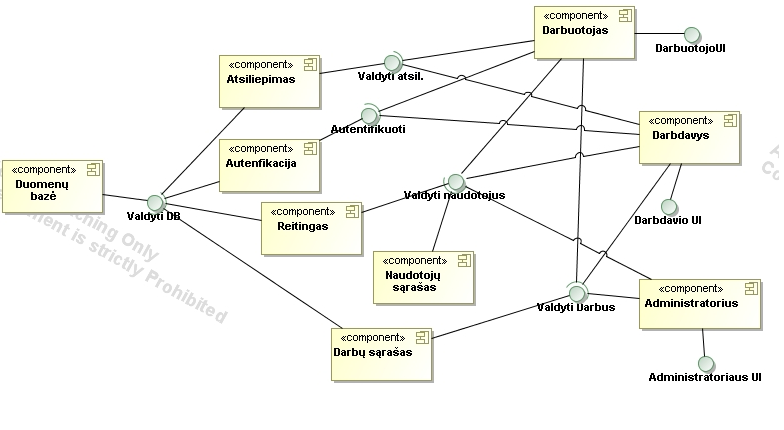 «component»
Darbuotojas
DarbuotojoUI
«component»
Atsiliepimas
Valdyti atsil.
Autentifikuoti
«component»
Darbdavys
«component»
Autenfikacija
«component»
Duomenų
bazė
Valdyti DB
Valdyti naudotojus
«component»
Reitingas
Darbdavio UI
«component»
Naudotojų
sąrašas
«component»
Administratorius
Valdyti Darbus
«component»
Darbų sąrašas
Administratoriaus UI
ching Only
ment is strictly Prohibited
A
Co